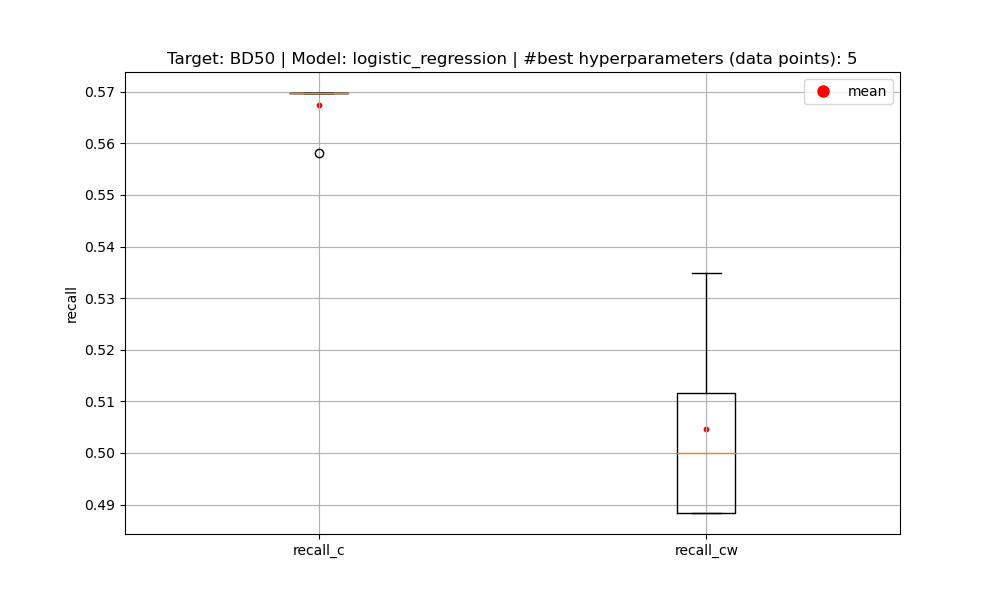 Target: BD50 | Model: logistic_regression | #best hyperparameters (data points): 5
mean
0.57
0.56
0.55
0.54
0.53
0.52
0.51
0.50
0.49
recall
recall_c
recall_cw